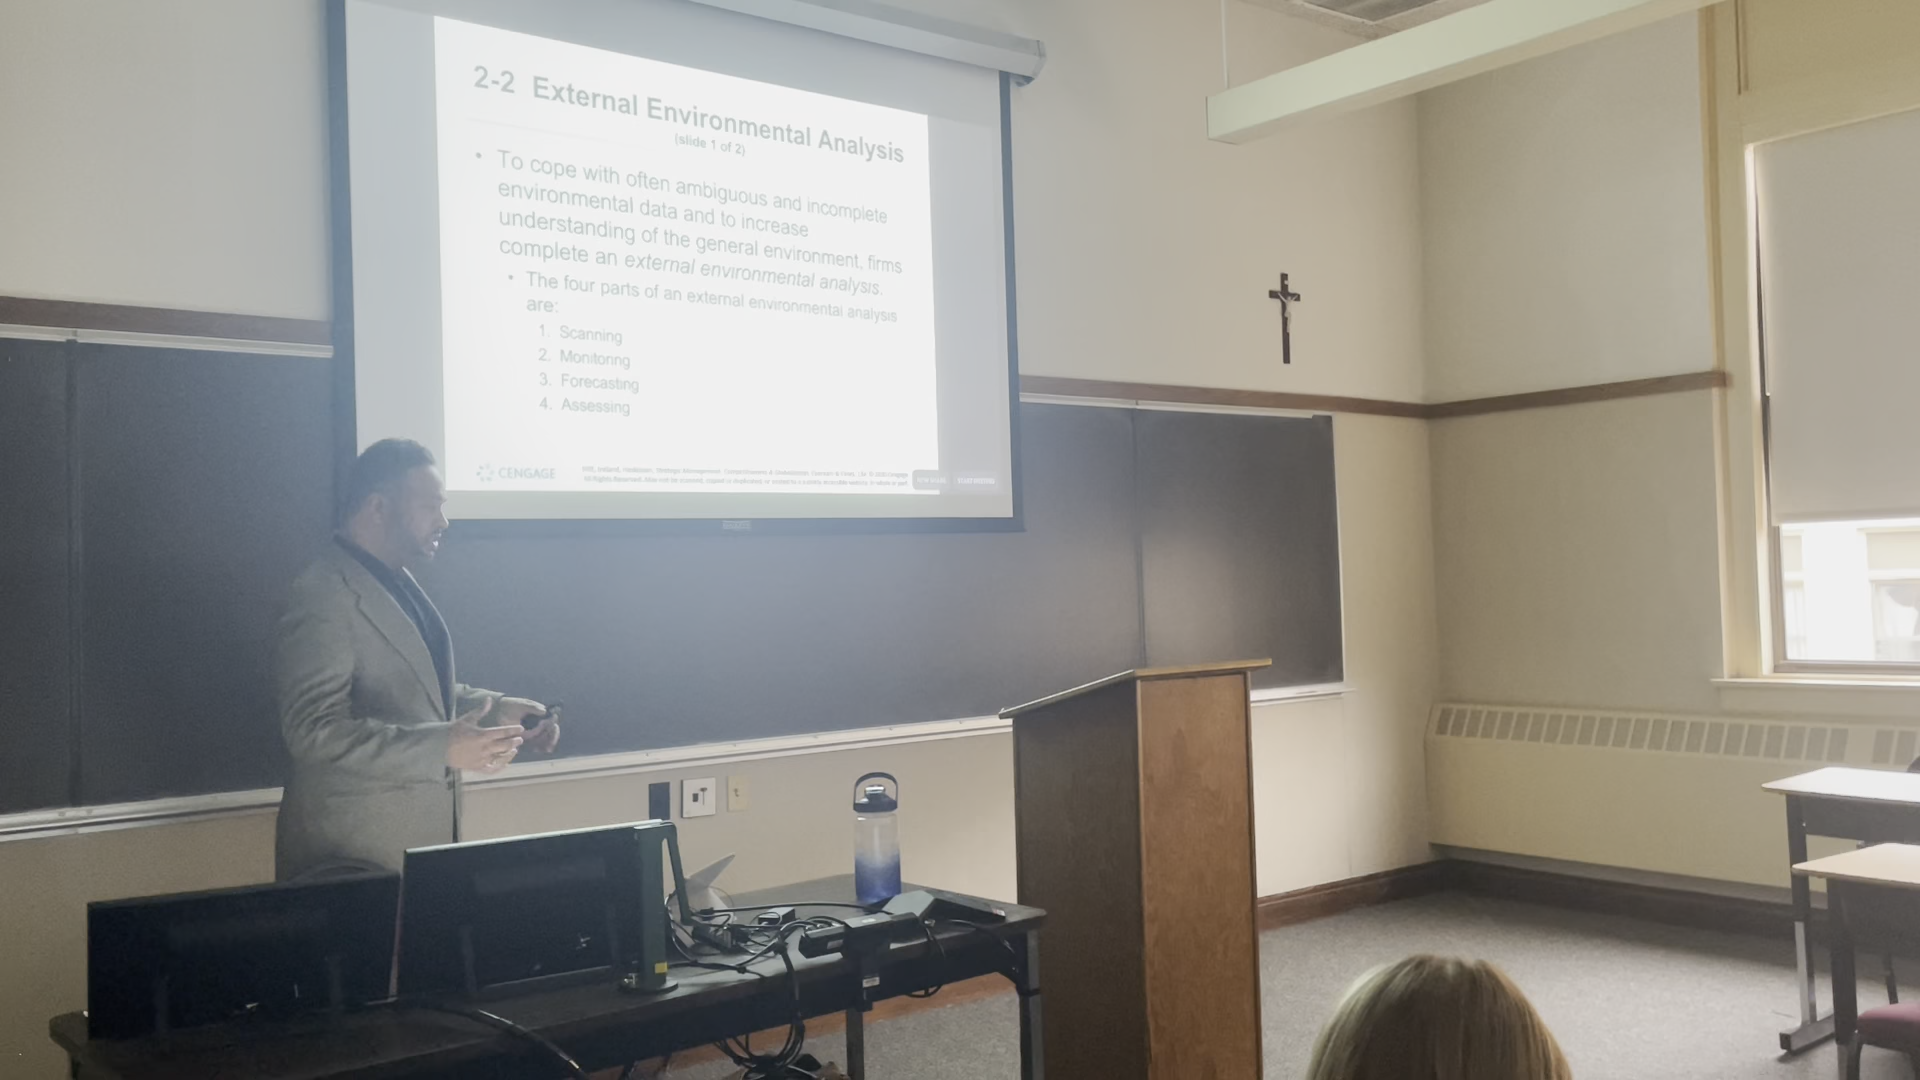 2-2 External Environmental Analysis
(slide 1 of 2)
• To cope with often ambiguous and incomplete
environmental data and to increase
understanding of the general environment, firms
complete an external environmental analysis.
• The four parts of an external environmental analysis
are:
1. Scanning
2. Monitoring
3. Forecasting
4. Assessing
CENGAGE